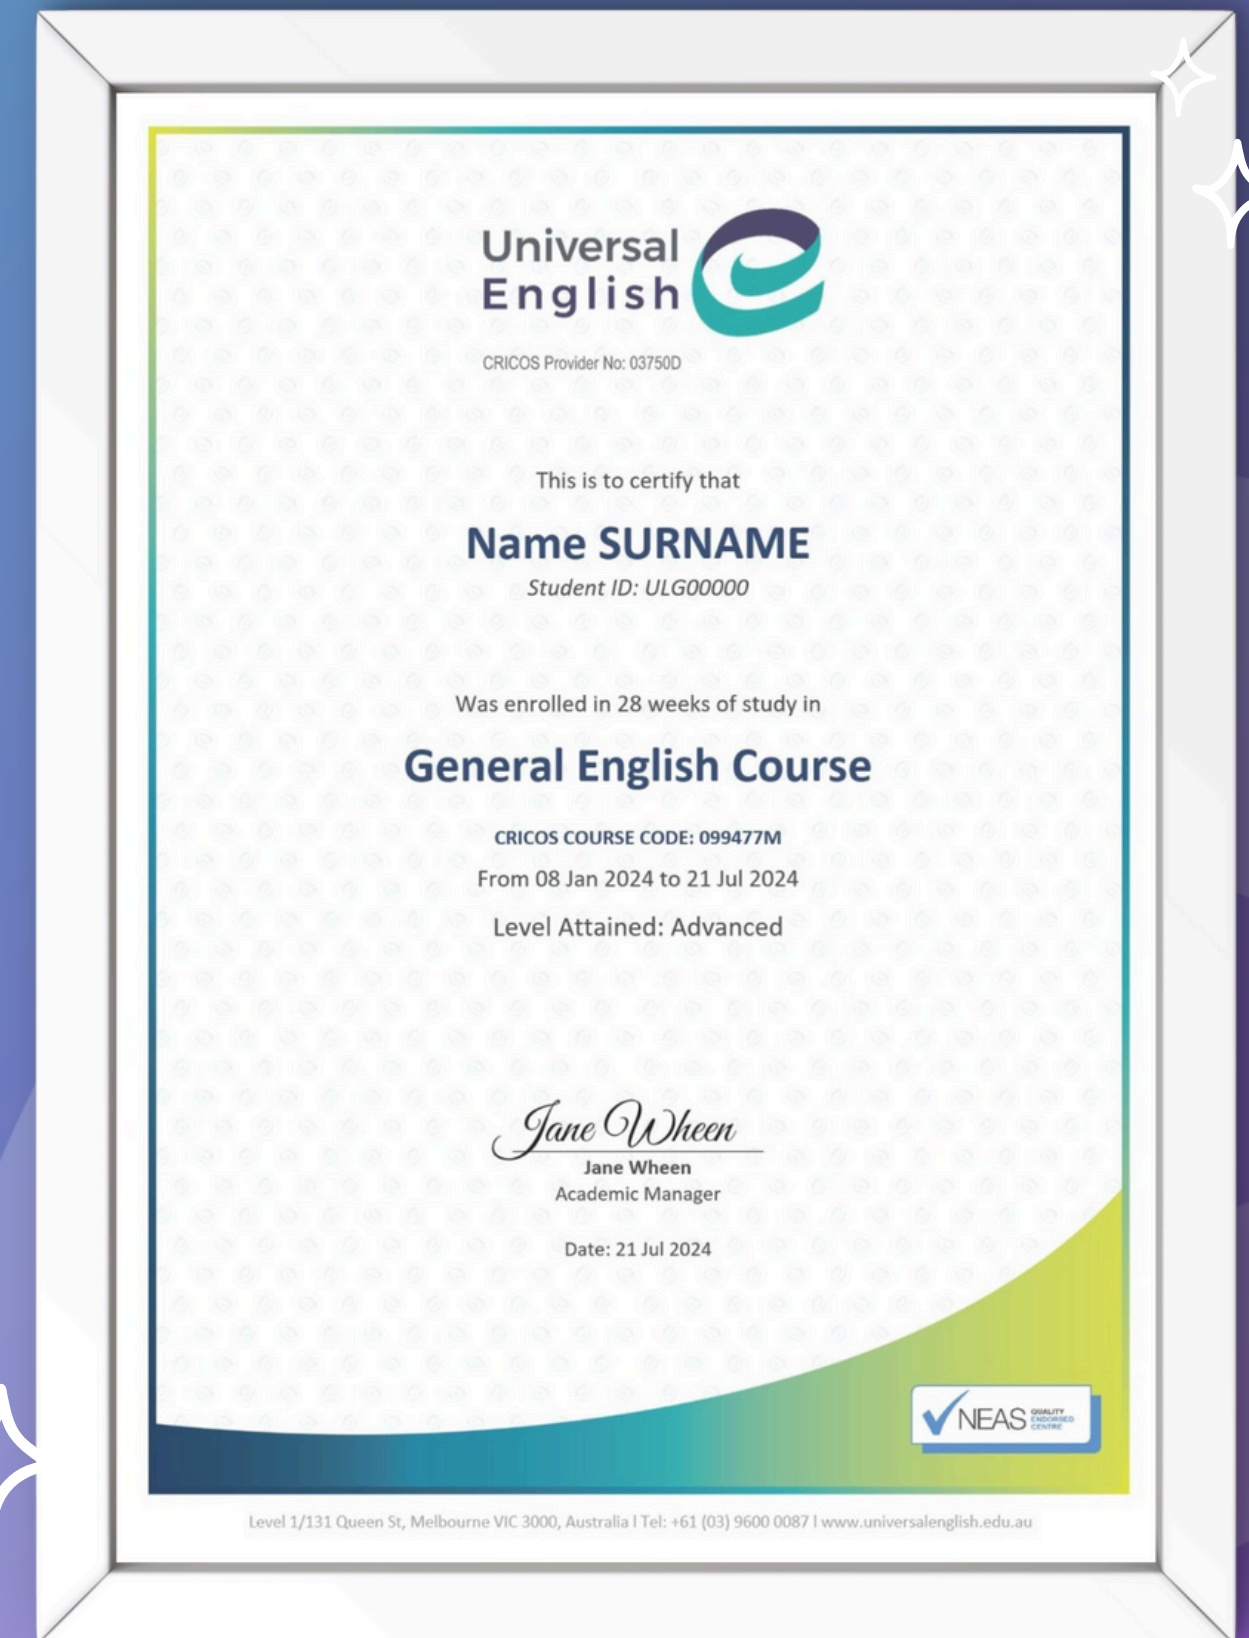 Universal
English
CRICOS Provider No: 03750D
This is to certify that
Name SURNAME
Student ID: ULG00000
Was enrolled in 28 weeks of study in
General English Course
CRICOS COURSE CODE: 099477M
From 08 Jan 2024 to 21 Jul 2024
Level Attained: Advanced
Jane Wheen
Jane Wheen
Academic Manager
Date: 21 Jul 2024
NEAS QUALITY
ENDORSED
CENTRE
Level 1/131 Queen St, Melbourne VIC 3000, Australia l Tel: +61 (03) 9600 0087 l www.universalenglish.edu.au